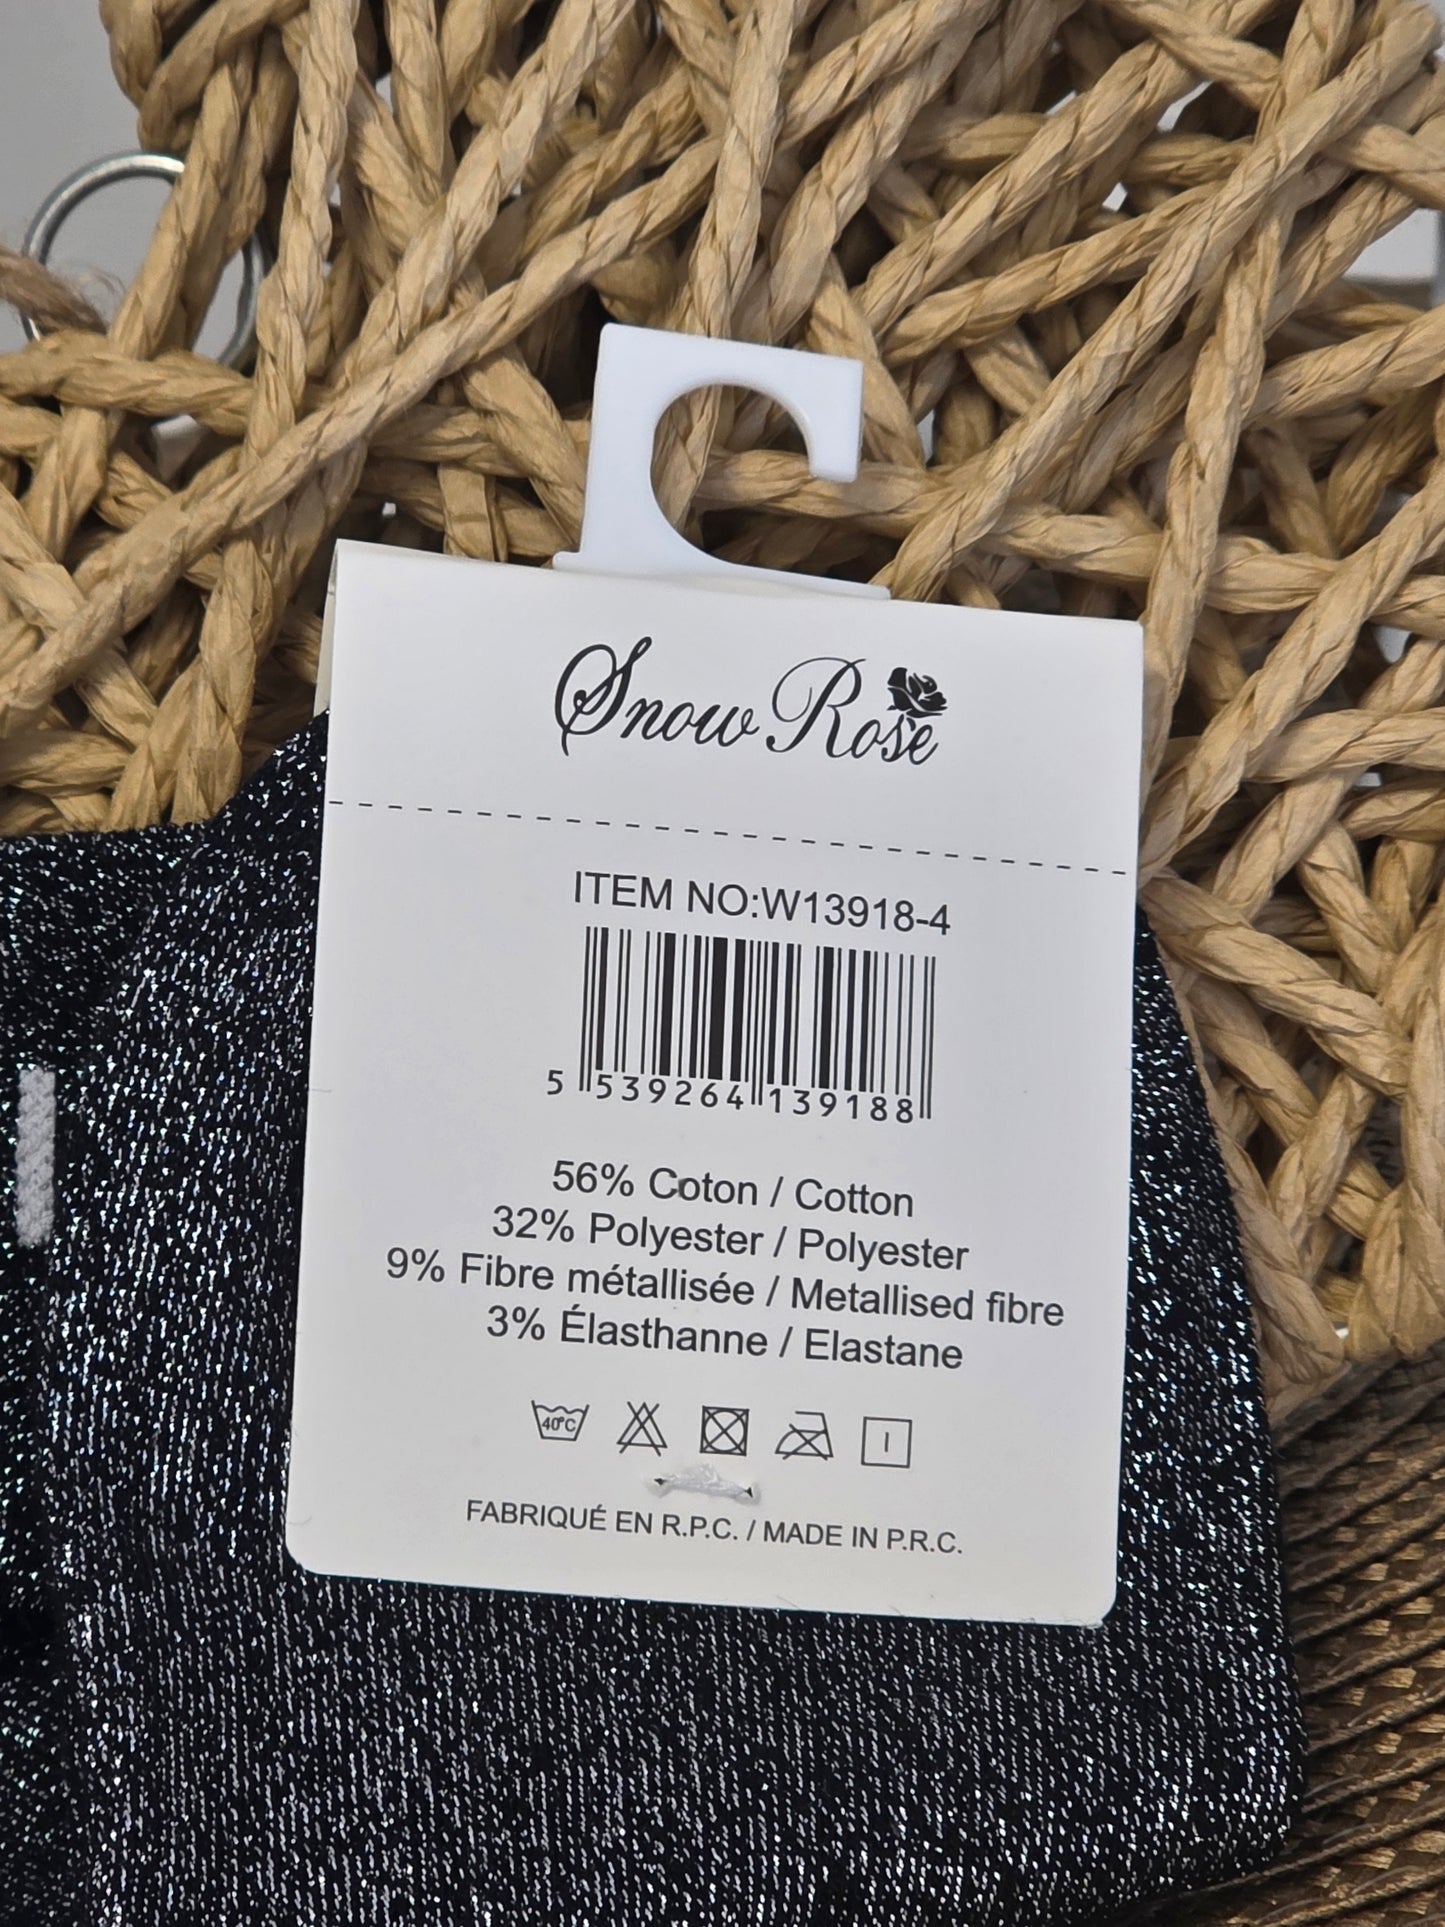 Snow Rose
ITEM NO:W13918-4
5 539264 139188
56% Coton / Cotton
32% Polyester / Polyester
9% Fibre métallisée / Metallised fibre
3% Élasthanne / Elastane
40°C
FABRIQUÉ EN R.P.C. / MADE IN P.R.C.